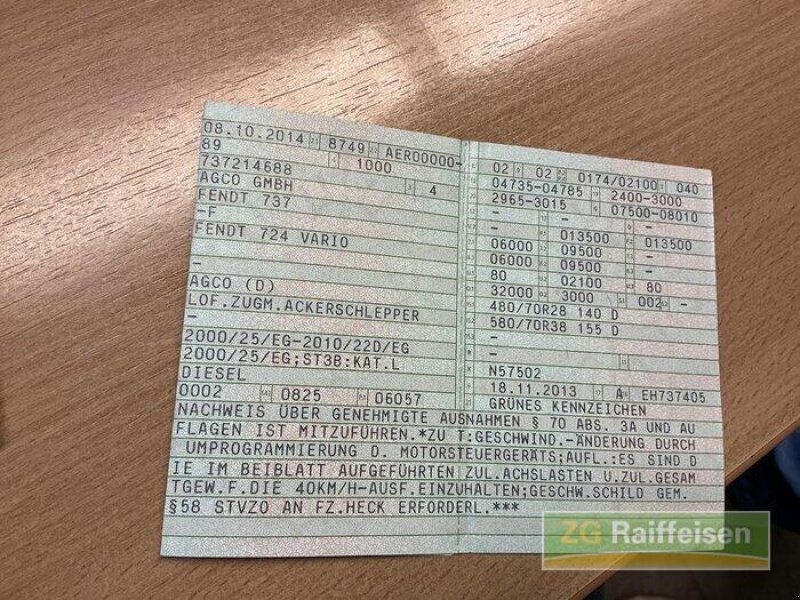 08.10.2014 8749 AER00000-
89 1000
737214688
AGCO GMBH 4
FENDT 737
-F
FENDT 724 VARIO
-
AGCO (D)
LOF.ZUGM.ACKERSCHLEPPER
-
2000/25/EG-2010/22D/EG
2000/25/EG;ST3B:KAT.L
DIESEL
0002 0825 06057
02 02 0174/02100 040
04735-04785 2400-3000
2965-3015 07500-08010
- - -
- 013500 013500
06000 09500 -
06000 09500 -
80 02100 80
32000 3000 002 -
480/70R28 140 D
580/70R38 155 D
-
-
N57502
18.11.2013 A EH737405
GRÜNES KENNZEICHEN
NACHWEIS ÜBER GENEHMIGTE AUSNAHMEN § 70 ABS. 3A UND AU
FLAGEN IST MITZUFÜHREN.*ZU T:GESCHWIND.-ÄNDERUNG DURCH
UMPROGRAMMIERUNG D. MOTORSTEUERGERÄTS;AUFL.:ES SIND D
IE IM BEIBLATT AUFGEFÜHRTEN ZUL.ACHSLASTEN U.ZUL.GESAM
TGEW.F.DIE 40KM/H-AUSF.EINZUHALTEN;GESCHW.SCHILD GEM.
§58 STVZO AN FZ.HECK ERFORDERL.***
ZG Raiffeisen